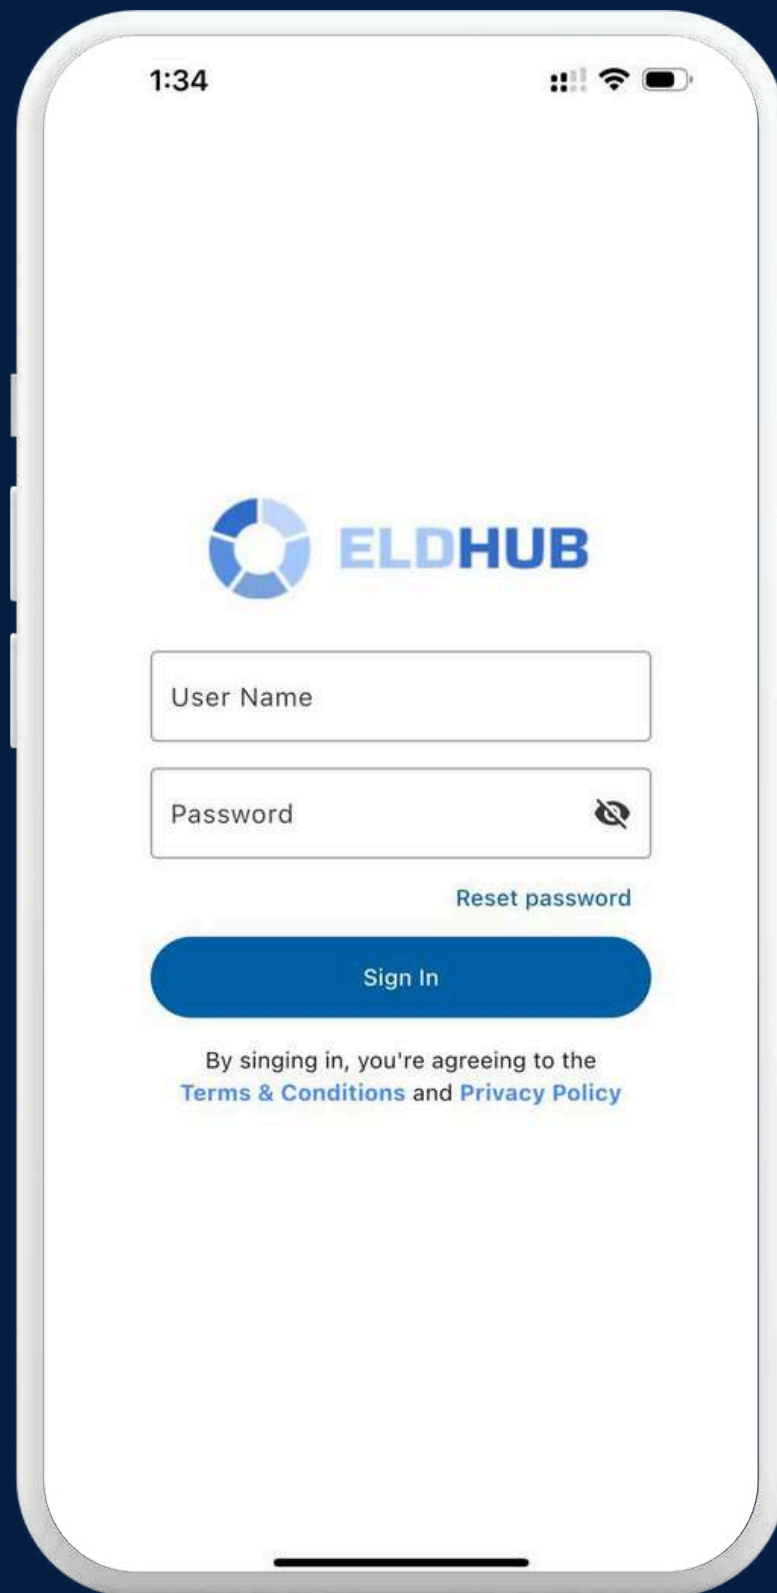 1:34
ELDHUB
User Name
Password
Reset password
Sign In
By singing in, you're agreeing to the
Terms & Conditions and Privacy Policy